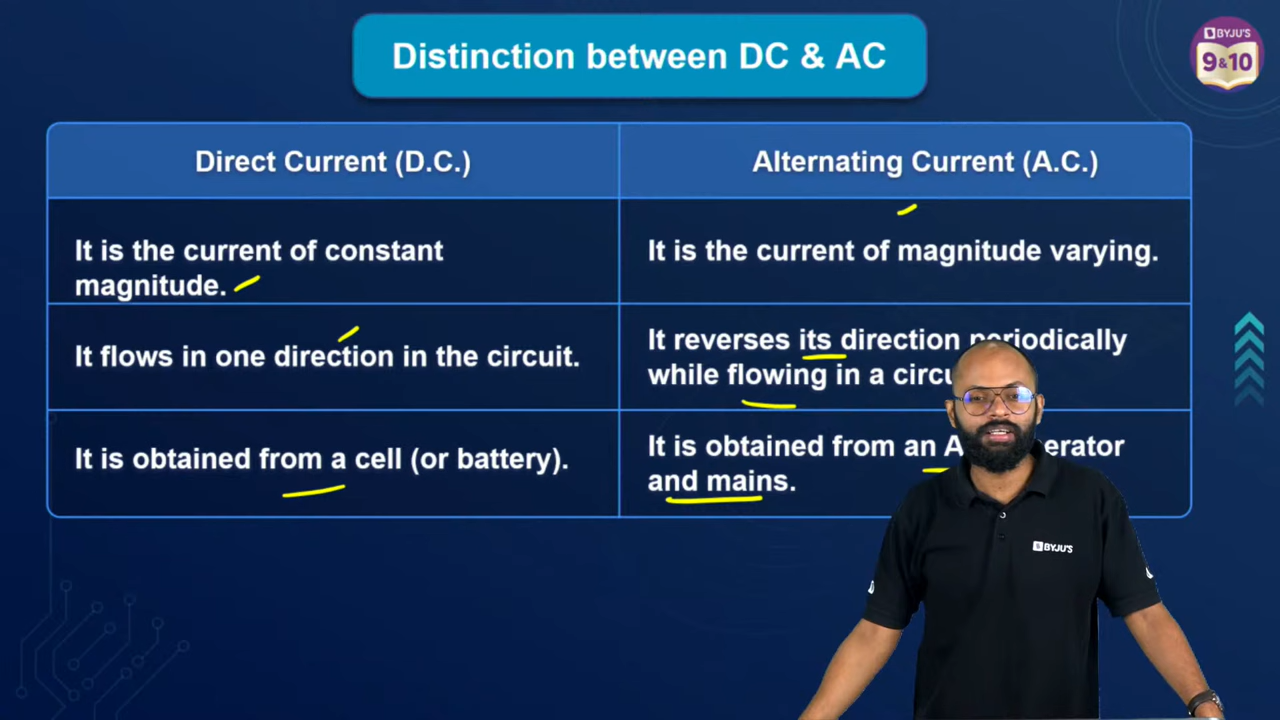 Distinction between DC & AC
BYJU'S
9&10
Direct Current (D.C.)
Alternating Current (A.C.)
It is the current of constant
magnitude.
It is the current of magnitude varying.
It flows in one direction in the circuit.
It reverses its direction periodically
while flowing in a
It is obtained from a cell (or battery).
It is obtained from an
and mains.
BYJU'S